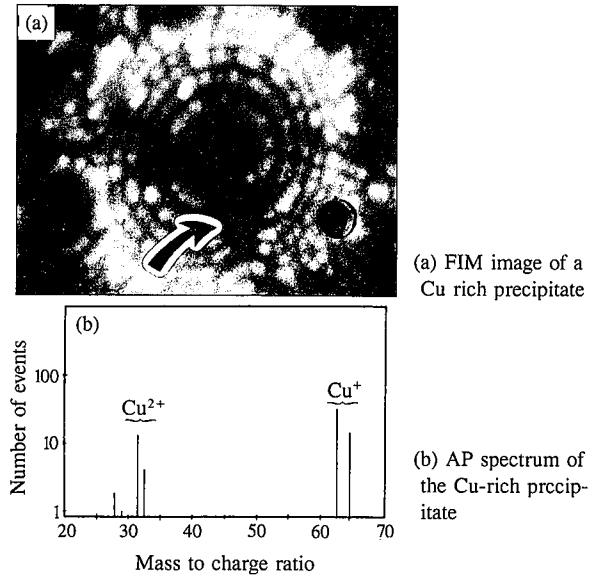 (a)
(a) FIM image of a
Cu rich precipitate
(b)
Number of events
100
10
1
Cu²⁺
Cu⁺
20 30 40 50 60 70
Mass to charge ratio
(b) AP spectrum of
the Cu-rich prccip-
itate